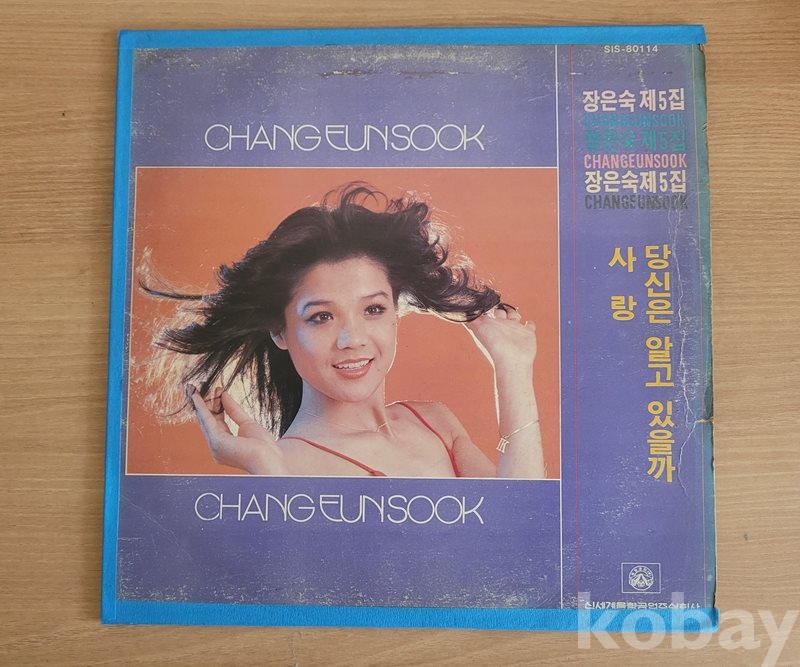 SIS-80114
CHANG EUNSOOK
장은숙 제5집
CHANGEUNSOOK
장은숙 제5집
CHANGEUNSOOK
장은숙제5집
CHANGEUNSOOK
당신은 알고 있을까
사랑
CHANG EUNSOOK
kobay